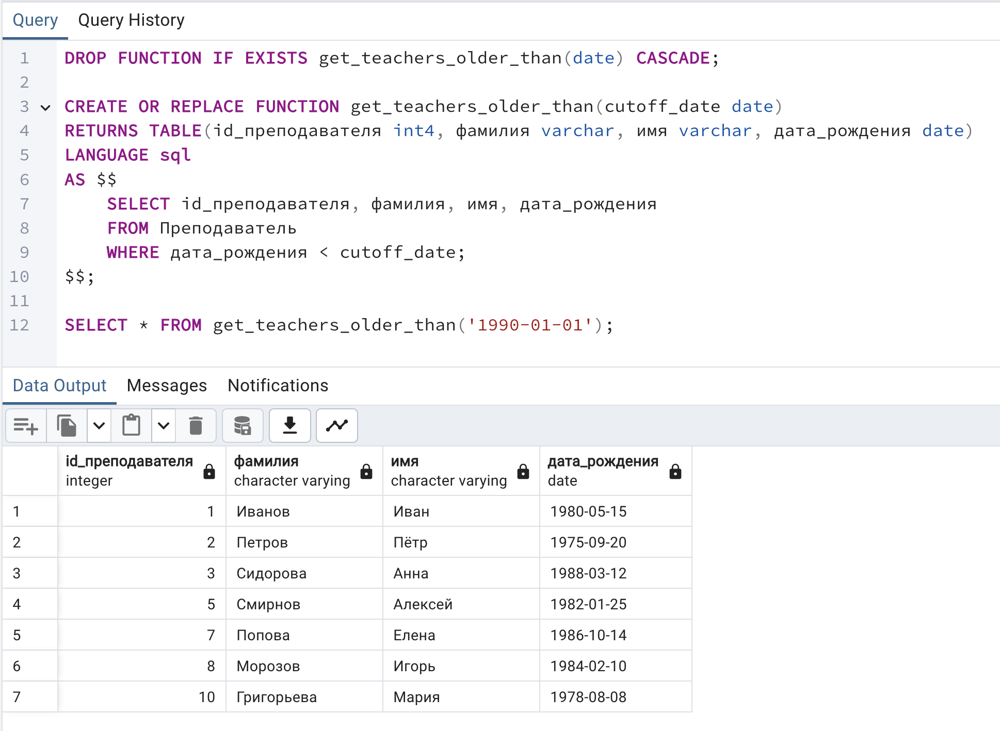 Query Query History
1 DROP FUNCTION IF EXISTS get_teachers_older_than(date) CASCADE;
2
3 CREATE OR REPLACE FUNCTION get_teachers_older_than(cutoff_date date)
4 RETURNS TABLE(id_преподавателя int4, фамилия varchar, имя varchar, дата_рождения date)
5 LANGUAGE sql
6 AS $$
7 SELECT id_преподавателя, фамилия, имя, дата_рождения
8 FROM Преподаватель
9 WHERE дата_рождения < cutoff_date;
10 $$;
11
12 SELECT * FROM get_teachers_older_than('1990-01-01');
Data Output Messages Notifications
id_преподавателя фамилия имя дата_рождения
integer character varying character varying date
1 1 Иванов Иван 1980-05-15
2 2 Петров Пётр 1975-09-20
3 3 Сидорова Анна 1988-03-12
4 5 Смирнов Алексей 1982-01-25
5 7 Попова Елена 1986-10-14
6 8 Морозов Игорь 1984-02-10
7 10 Григорьева Мария 1978-08-08